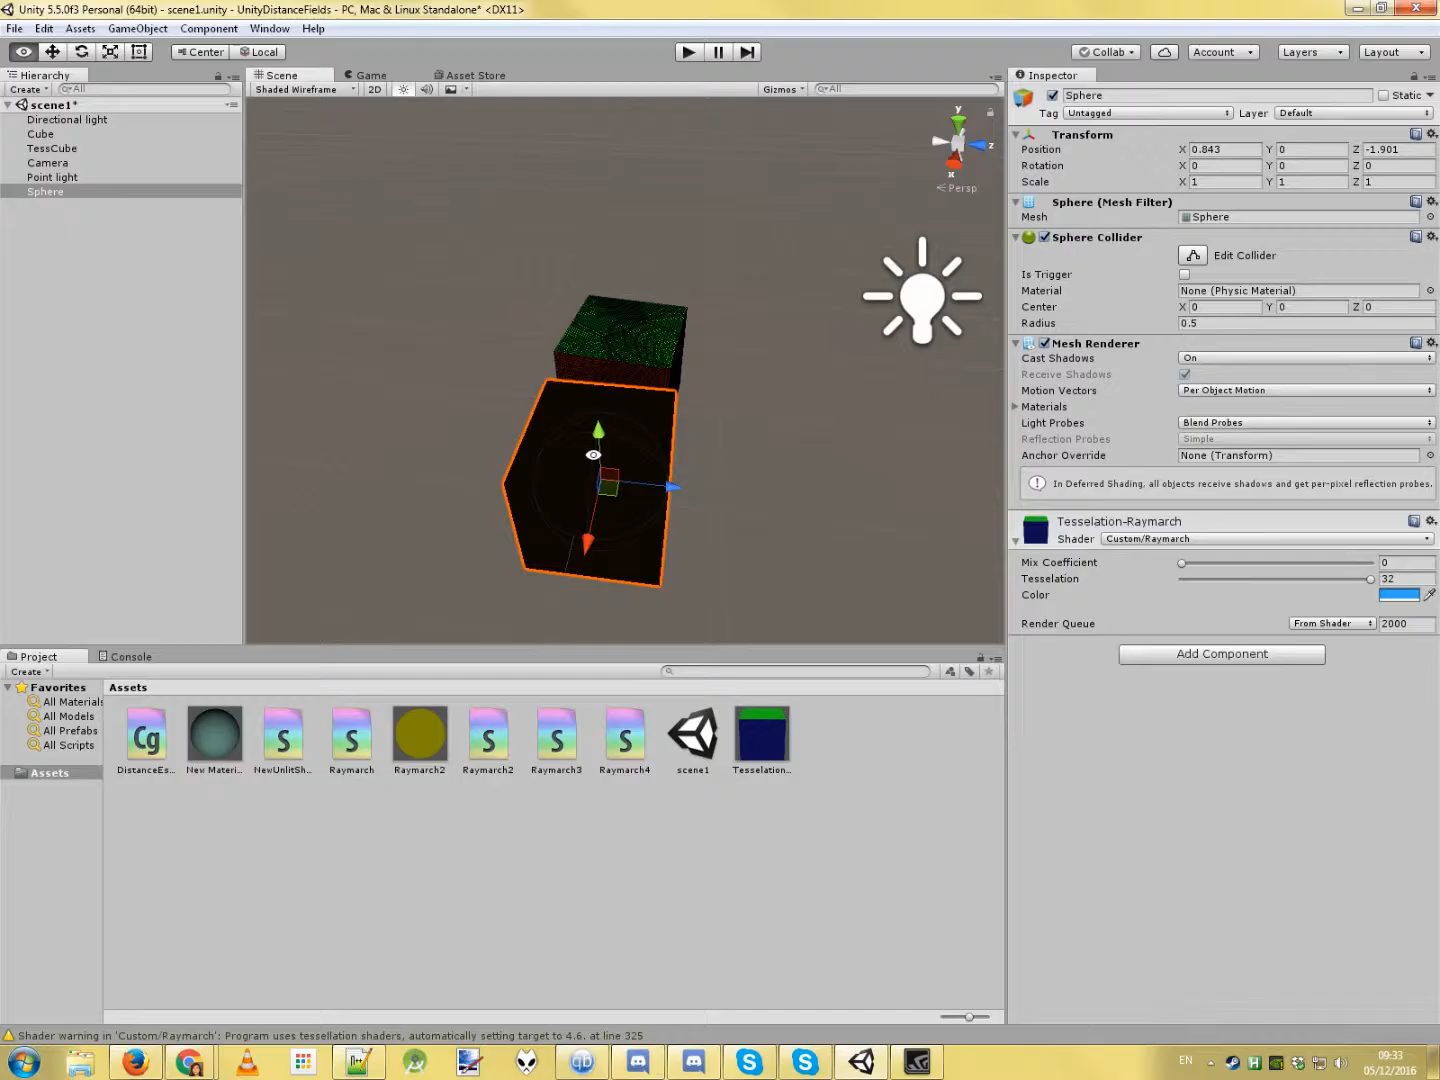 Unity 5.5.0f3 Personal (64bit) - scene1.unity - UnityDistanceFields - PC, Mac & Linux Standalone* <DX11>
File Edit Assets GameObject Component Window Help
Center Local Collab Account Layers Layout
Hierarchy
Create All
scene1*
Directional light
Cube
TessCube
Camera
Point light
Sphere
Scene Game Asset Store
Shaded Wireframe 2D Gizmos All
y
z
x
Persp
Inspector
Sphere Static
Tag Untagged Layer Default
Transform
Position X 0.843 Y 0 Z -1.901
Rotation X 0 Y 0 Z 0
Scale X 1 Y 1 Z 1
Sphere (Mesh Filter)
Mesh Sphere
Sphere Collider
Edit Collider
Is Trigger
Material None (Physic Material)
Center X 0 Y 0 Z 0
Radius 0.5
Mesh Renderer
Cast Shadows On
Receive Shadows
Motion Vectors Per Object Motion
Materials
Light Probes Blend Probes
Reflection Probes Simple
Anchor Override None (Transform)
In Deferred Shading, all objects receive shadows and get per-pixel reflection probes.
Tesselation-Raymarch
Shader Custom/Raymarch
Mix Coefficient 0
Tesselation 32
Color
Render Queue From Shader 2000
Add Component
Project Console
Create
Favorites
All Materials
All Models
All Prefabs
All Scripts
Assets
Assets
Cg S S S S S
DistanceEs... New Materi... NewUnlitSh... Raymarch Raymarch2 Raymarch2 Raymarch3 Raymarch4 scene1 Tesselation...
Shader warning in 'Custom/Raymarch': Program uses tessellation shaders, automatically setting target to 4.6. at line 325
EN
09:33
05/12/2016